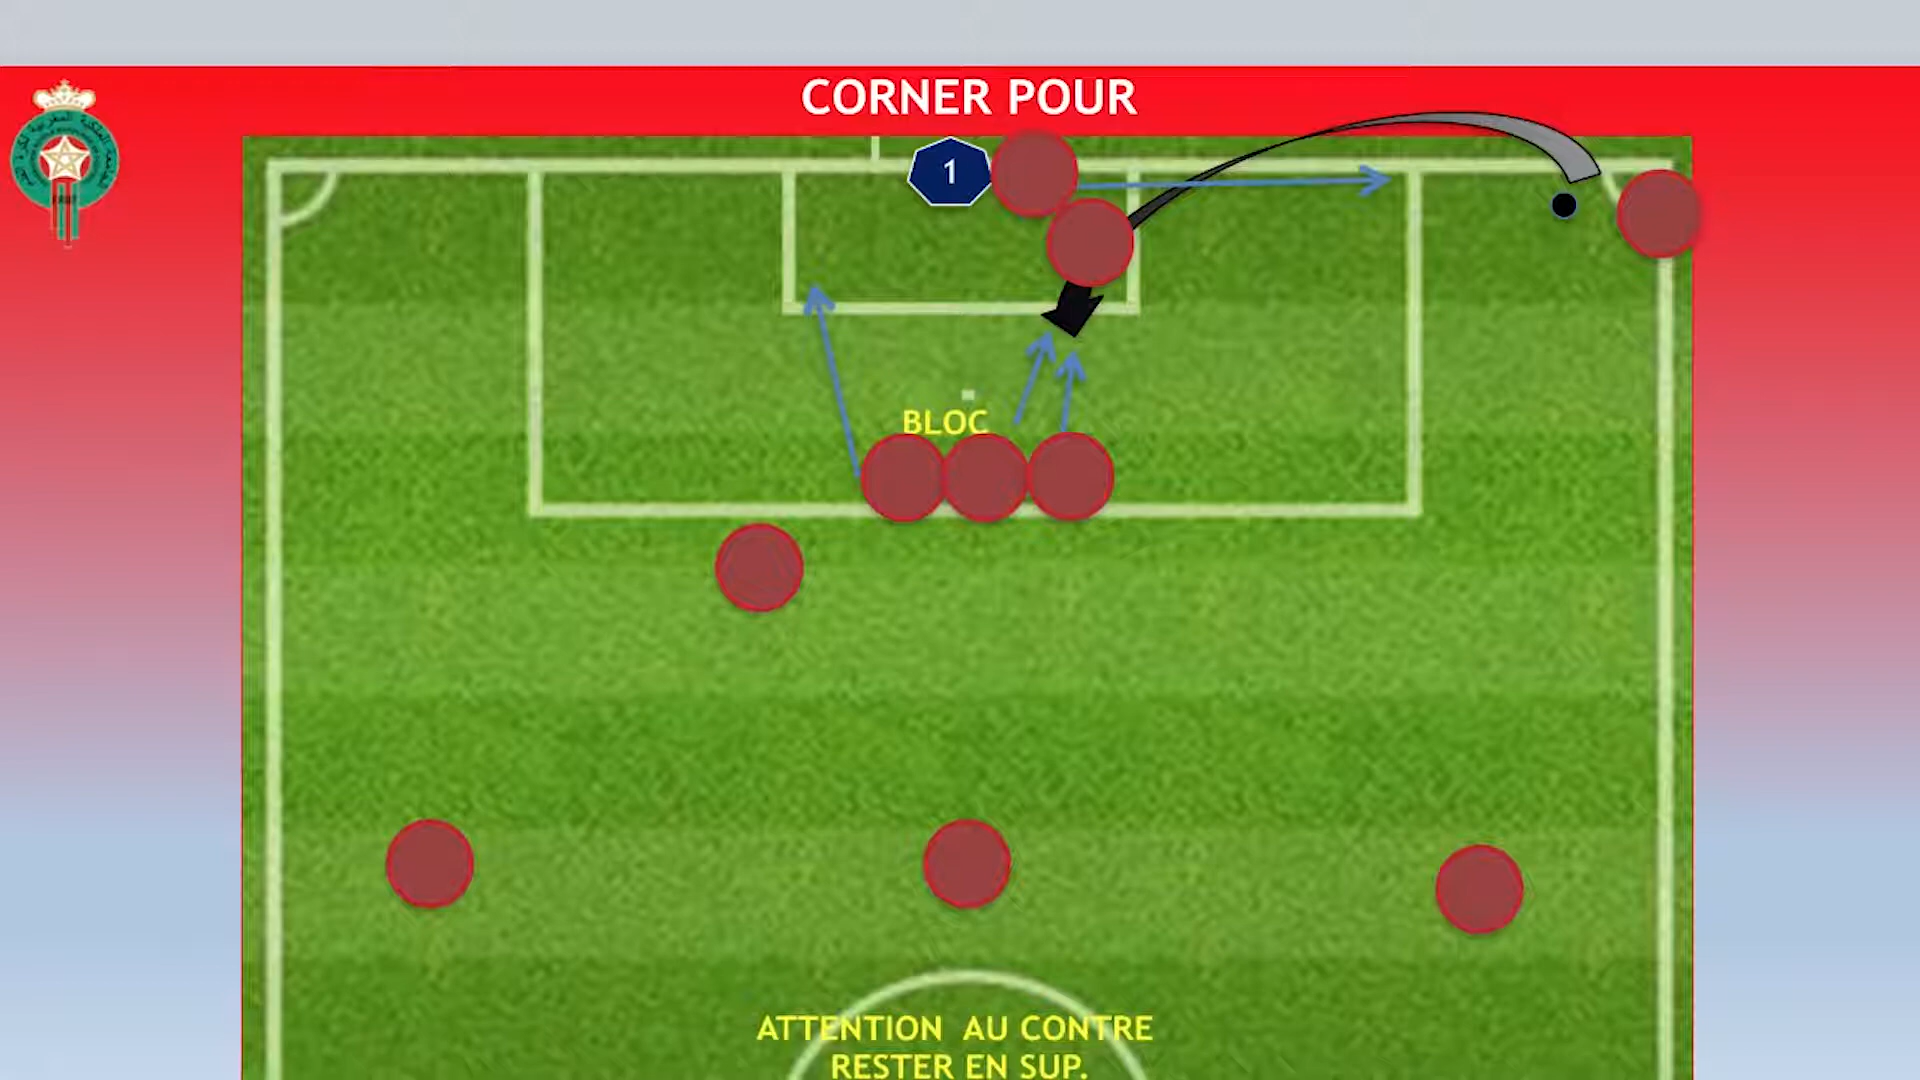 CORNER POUR
1
BLOC
ATTENTION AU CONTRE
RESTER EN SUP.